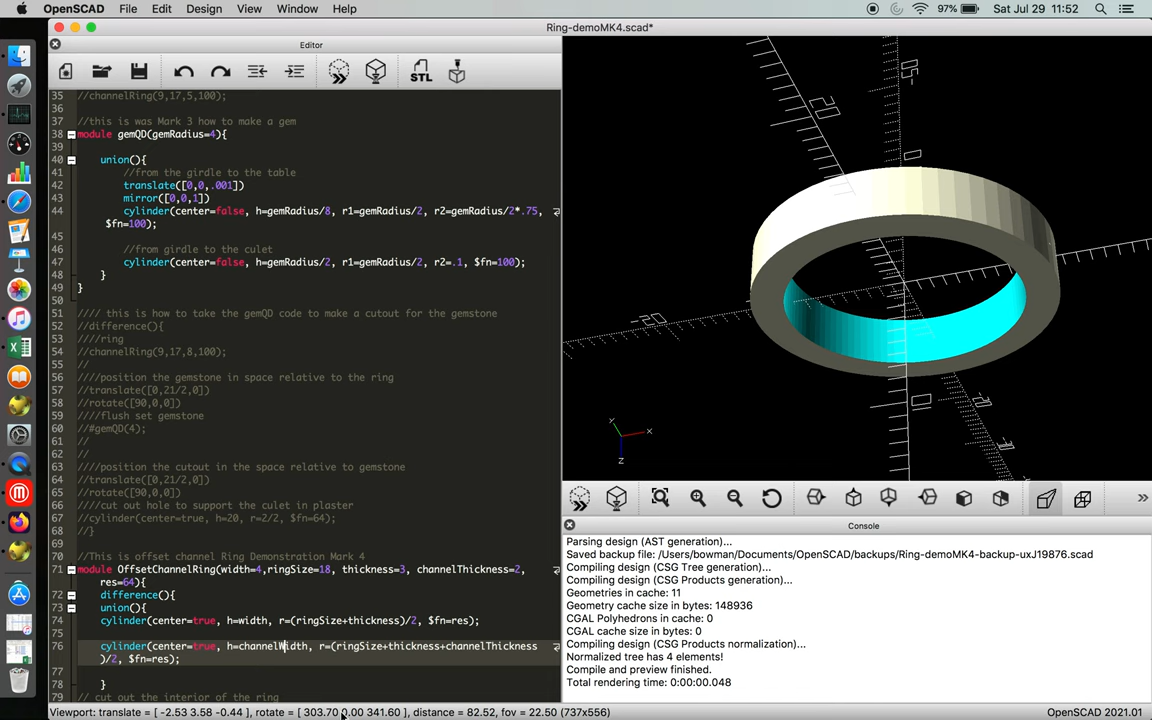 OpenSCAD File Edit Design View Window Help 97% Sat Jul 29 11:52
Ring-demoMK4.scad*
Editor
STL
35 //channelRing(9,17,5,100);
36
37 //this is was Mark 3 how to make a gem
38 module gemQD(gemRadius=4){
39
40 union(){
41 //from the girdle to the table
42 translate([0,0,.001])
43 mirror([0,0,1])
44 cylinder(center=false, h=gemRadius/8, r1=gemRadius/2, r2=gemRadius/2*.75,
$fn=100);
45
46 //from girdle to the culet
47 cylinder(center=false, h=gemRadius/2, r1=gemRadius/2, r2=.1, $fn=100);
48 }
49 }
50
51 //// this is how to take the gemQD code to make a cutout for the gemstone
52 //difference(){
53 ////ring
54 //channelRing(9,17,8,100);
55 //
56 ////position the gemstone in space relative to the ring
57 //translate([0,21/2,0])
58 //rotate([90,0,0])
59 ////flush set gemstone
60 //#gemQD(4);
61 //
62 //
63 ////position the cutout in the space relative to gemstone
64 //translate([0,21/2,0])
65 //rotate([90,0,0])
66 ////cut out hole to support the culet in plaster
67 //cylinder(center=true, h=20, r=2/2, $fn=64);
68 //}
69
70 //This is offset channel Ring Demonstration Mark 4
71 module OffsetChannelRing(width=4,ringSize=18, thickness=3, channelThickness=2,
res=64){
72 difference(){
73 union(){
74 cylinder(center=true, h=width, r=(ringSize+thickness)/2, $fn=res);
75
76 cylinder(center=true, h=channelWidth, r=(ringSize+thickness+channelThickness
)/2, $fn=res);
77
78 }
79 // cut out the interior of the ring
Viewport: translate = [ -2.53 3.58 -0.44 ], rotate = [ 303.70 0.00 341.60 ], distance = 82.52, fov = 22.50 (737x556)
x
Y
Z
Console
Parsing design (AST generation)...
Saved backup file: /Users/bowman/Documents/OpenSCAD/backups/Ring-demoMK4-backup-uxJ19876.scad
Compiling design (CSG Tree generation)...
Compiling design (CSG Products generation)...
Geometries in cache: 11
Geometry cache size in bytes: 148936
CGAL Polyhedrons in cache: 0
CGAL cache size in bytes: 0
Compiling design (CSG Products normalization)...
Normalized tree has 4 elements!
Compile and preview finished.
Total rendering time: 0:00:00.048
OpenSCAD 2021.01